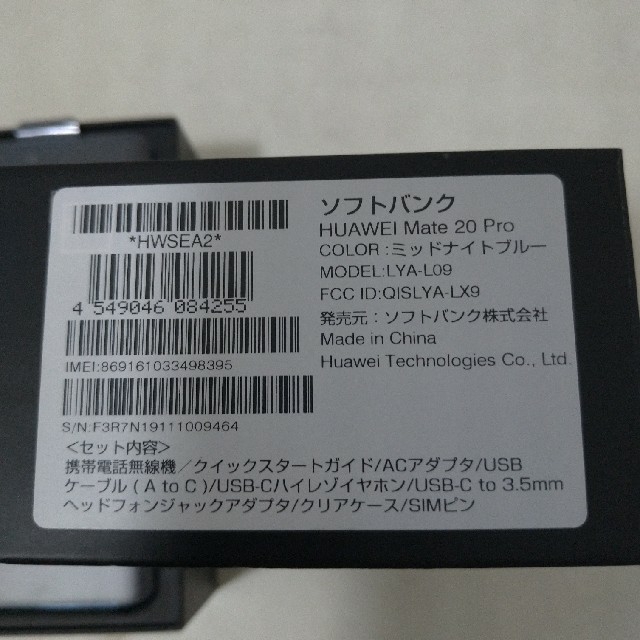 *HWSEA2*
4 549046 084255
IMEI:869161033498395
S/N:F3R7N19111009464
ソフトバンク
HUAWEI Mate 20 Pro
COLOR:ミッドナイトブルー
MODEL:LYA-L09
FCC ID:QISLYA-LX9
発売元:ソフトバンク株式会社
Made in China
Huawei Technologies Co., Ltd.
<セット内容>
携帯電話無線機/クイックスタートガイド/ACアダプタ/USB
ケーブル ( A to C )/USB-Cハイレゾイヤホン/USB-C to 3.5mm
ヘッドフォンジャックアダプタ/クリアケース/SIMピン